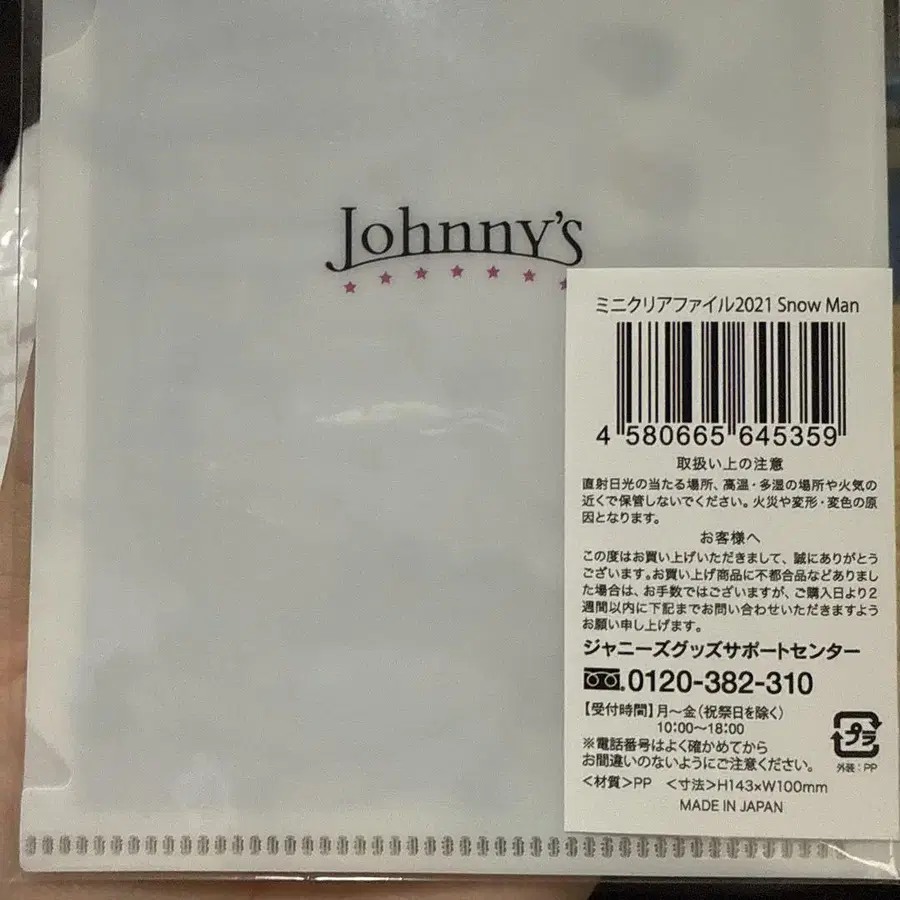 Johnny's
ミニクリアファイル2021 Snow Man
4 580665 645359
取扱い上の注意
直射日光の当たる場所、高温・多湿の場所や火気の
近くで保管しないでください。火災や変形・変色の原
因となります。
お客様へ
この度はお買い上げいただきまして、誠にありがとう
ございます。お買い上げ商品に不都合品などありまし
た場合は、お手数ではございますが、ご購入日より2
週間以内に下記までお問い合わせいただきますよう
お願い申し上げます。
ジャニーズグッズサポートセンター
0120-382-310
【受付時間】月～金（祝祭日を除く）
10:00～18:00
※電話番号はよく確かめてから
お間違いのないようにご注意ください。
プラ
外装：PP
＜材質＞PP ＜寸法＞H143×W100mm
MADE IN JAPAN